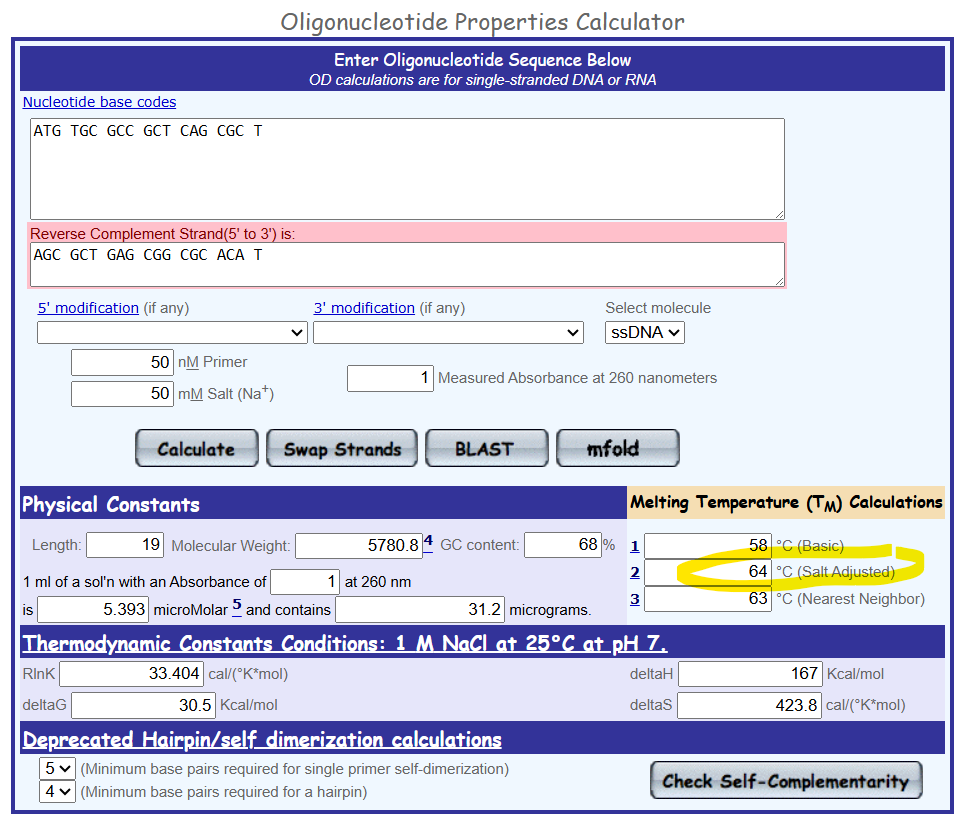 Oligonucleotide Properties Calculator
Enter Oligonucleotide Sequence Below
OD calculations are for single-stranded DNA or RNA
Nucleotide base codes
ATG TGC GCC GCT CAG CGC T
Reverse Complement Strand(5' to 3') is:
AGC GCT GAG CGG CGC ACA T
5' modification (if any) 3' modification (if any) Select molecule
ssDNA
50 nM Primer
1 Measured Absorbance at 260 nanometers
50 mM Salt (Na+)
Calculate Swap Strands BLAST mfold
Physical Constants Melting Temperature (TM) Calculations
Length: 19 Molecular Weight: 5780.8 4 GC content: 68 % 1 58 °C (Basic)
1 ml of a sol'n with an Absorbance of 1 at 260 nm 2 64 °C (Salt Adjusted)
is 5.393 microMolar 5 and contains 31.2 micrograms. 3 63 °C (Nearest Neighbor)
Thermodynamic Constants Conditions: 1 M NaCl at 25°C at pH 7.
RlnK 33.404 cal/(°K*mol) deltaH 167 Kcal/mol
deltaG 30.5 Kcal/mol deltaS 423.8 cal/(°K*mol)
Deprecated Hairpin/self dimerization calculations
5 (Minimum base pairs required for single primer self-dimerization)
4 (Minimum base pairs required for a hairpin)
Check Self-Complementarity